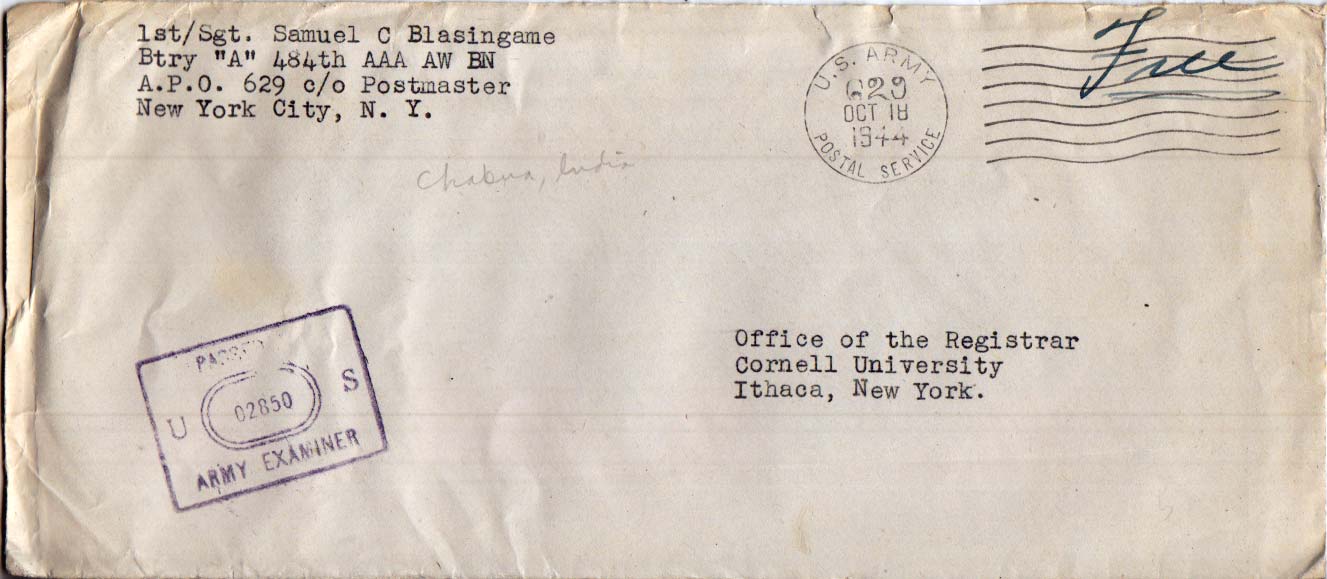 1st/Sgt. Samuel C Blasingame
Btry "A" 484th AAA AW BN
A.P.O. 629 c/o Postmaster
New York City, N. Y.
U.S. ARMY
629
OCT 18
1944
POSTAL SERVICE
Free
Chabua, India
Office of the Registrar
Cornell University
Ithaca, New York.
PASSED
U 02850 S
ARMY EXAMINER